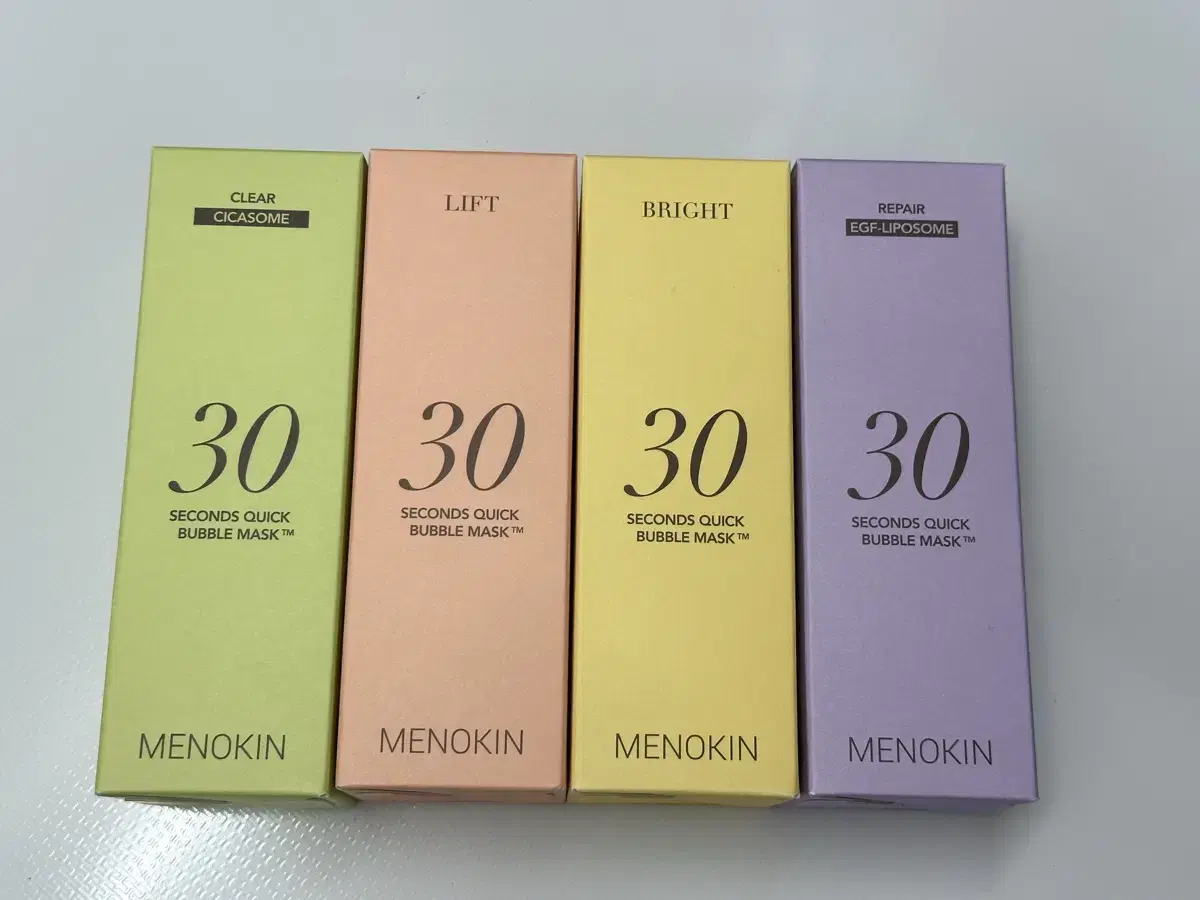 CLEAR
CICASOME
30
SECONDS QUICK
BUBBLE MASK™
MENOKIN
LIFT
30
SECONDS QUICK
BUBBLE MASK™
MENOKIN
BRIGHT
30
SECONDS QUICK
BUBBLE MASK™
MENOKIN
REPAIR
EGF-LIPOSOME
30
SECONDS QUICK
BUBBLE MASK™
MENOKIN